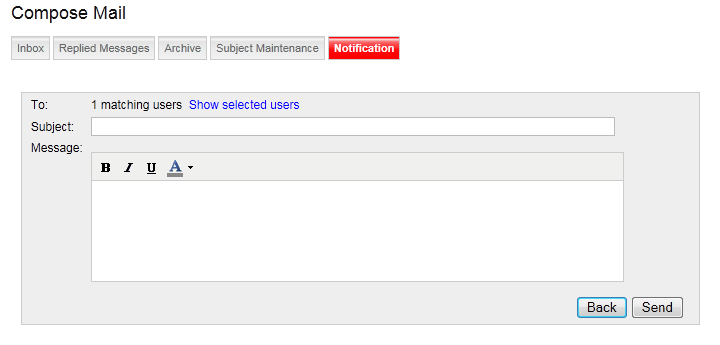 Compose Mail
Inbox Replied Messages Archive Subject Maintenance Notification
To: 1 matching users Show selected users
Subject:
Message:
B I U A
Back Send